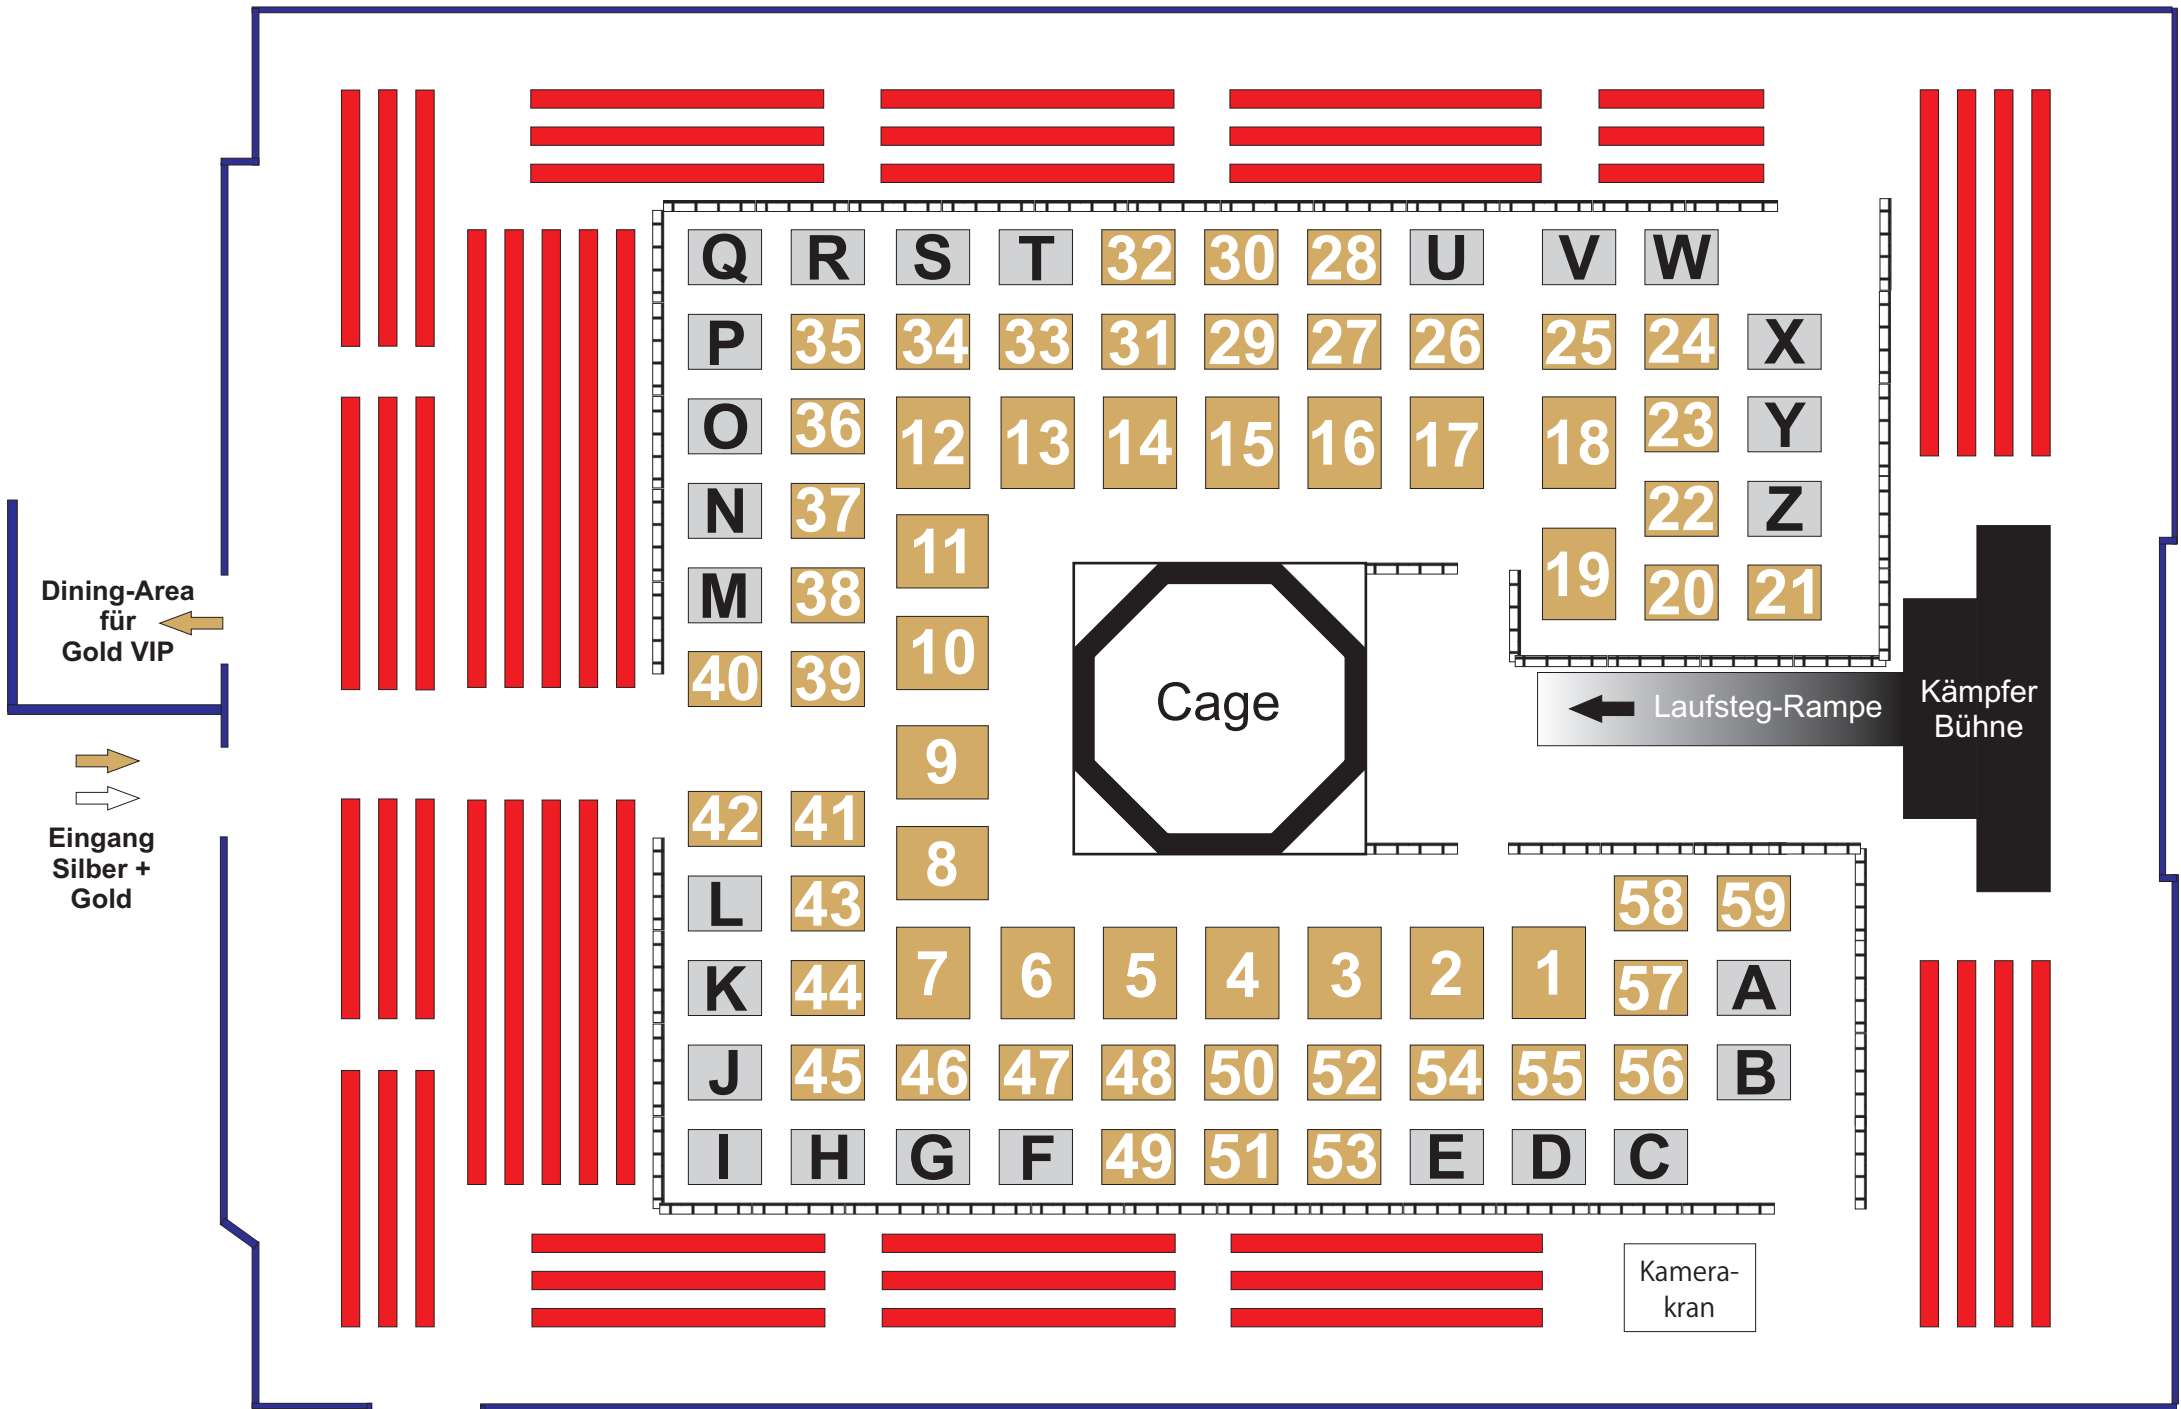 Q R S T 32 30 28 U V W
P 35 34 33 31 29 27 26 25 24 X
O 36 12 13 14 15 16 17 18 23 Y
N 37 11 22 Z
M 38 10 19 20 21
40 39
Dining-Area
für
Gold VIP
Cage
Laufsteg-Rampe
Kämpfer
Bühne
9
42 41 8
Eingang
Silber +
Gold
L 43 58 59
K 44 7 6 5 4 3 2 1 57 A
J 45 46 47 48 50 52 54 55 56 B
I H G F 49 51 53 E D C
Kamera-
kran